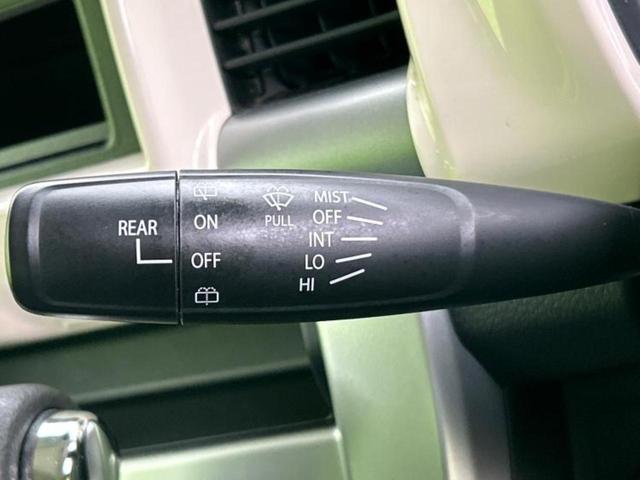 REAR
ON
OFF
PULL
MIST
OFF
INT
LO
HI